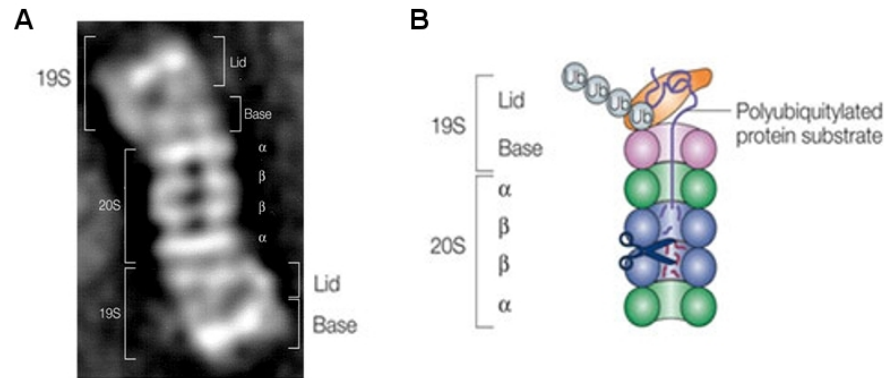 A
19S
Lid
Base
20S
α
β
β
α
19S
Lid
Base
B
19S
Lid
Base
20S
α
β
β
α
Ub
Ub
Ub
Ub
Polyubiquitylated
protein substrate